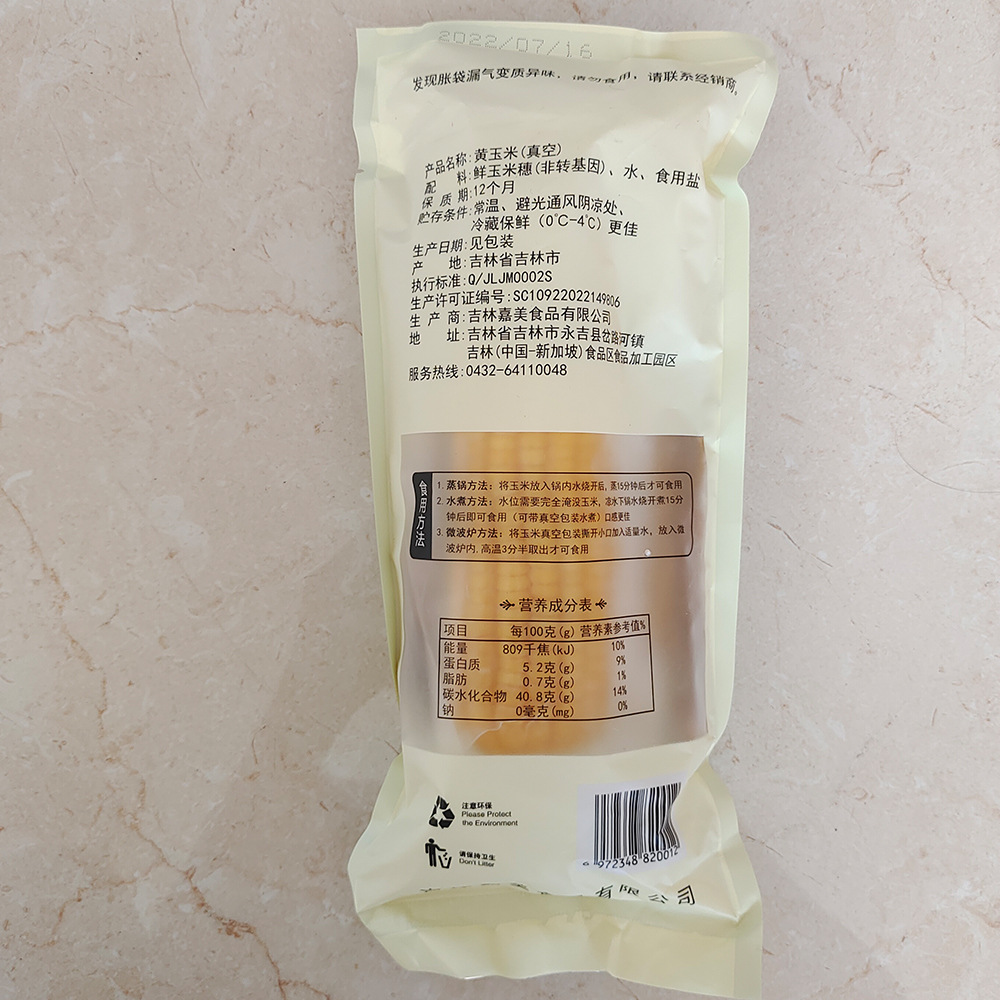 2022/07/16
发现胀袋漏气变质异味，请勿食用，请联系经销商。
产品名称:黄玉米(真空)
配 料:鲜玉米穗(非转基因)、水、食用盐
保 质 期:12个月
贮存条件:常温、避光通风阴凉处、
冷藏保鲜（0℃-4℃）更佳
生产日期:见包装
产 地:吉林省吉林市
执行标准:Q/JLJM0002S
生产许可证编号:SC10922022149806
生 产 商:吉林嘉美食品有限公司
地 址:吉林省吉林市永吉县岔路河镇
吉林(中国-新加坡)食品区食品加工园区
服务热线:0432-64110048
食用方法
1. 蒸锅方法：将玉米放入锅内水烧开后,蒸15分钟后才可食用
2. 水煮方法：水位需要完全淹没玉米,冷水下锅水烧开煮15分
钟后即可食用（可带真空包装水煮）口感更佳
3. 微波炉方法：将玉米真空包装撕开小口加入适量水，放入微
波炉内,高温3分半取出才可食用
营养成分表
项目 每100克(g) 营养素参考值%
能量 809千焦(kJ) 10%
蛋白质 5.2克(g) 9%
脂肪 0.7克(g) 1%
碳水化合物 40.8克(g) 14%
钠 0毫克(mg) 0%
注意环保
Please Protect
the Environment
请保持卫生
Don't Litter
6 972348 820012
有限公司